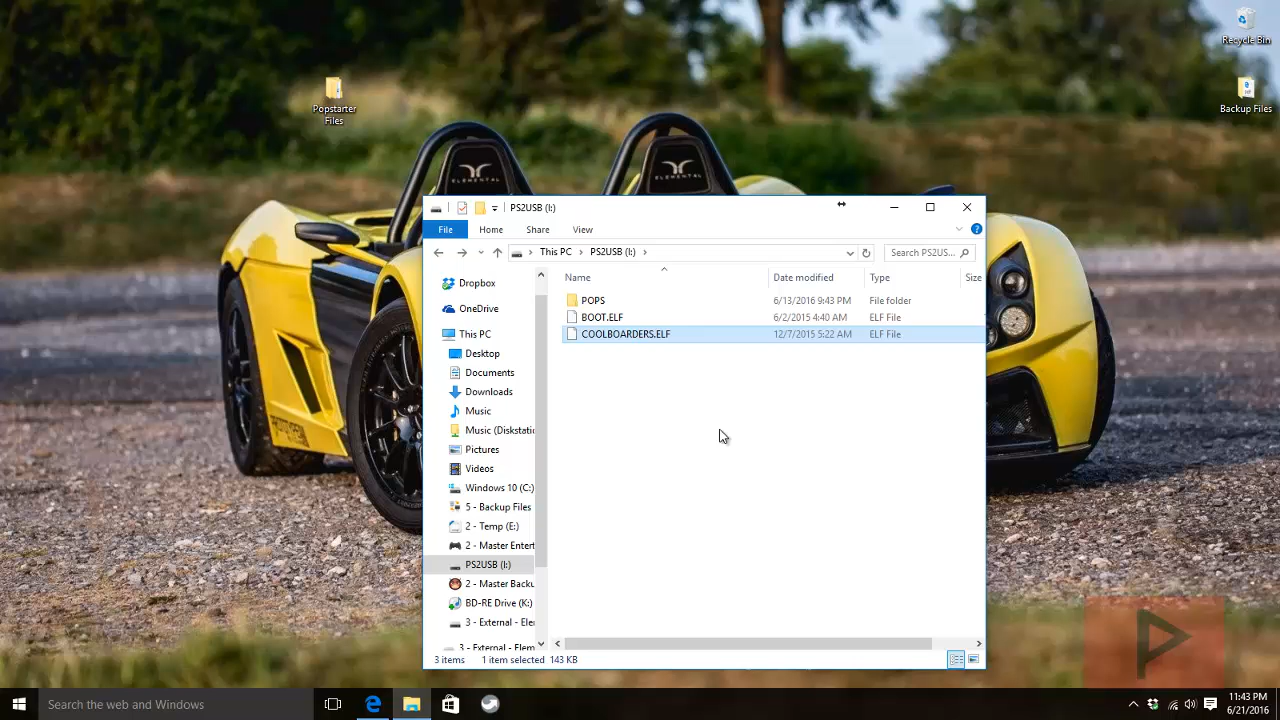 Recycle Bin
Popstarter
Files
Backup Files
ELEMENTAL
ELEMENTAL
PS2USB (I:)
File
Home
Share
View
This PC
PS2USB (I:)
Search PS2US...
Name
Date modified
Type
Size
Dropbox
OneDrive
This PC
Desktop
Documents
Downloads
Music
Music (Diskstati
Pictures
Videos
Windows 10 (C:)
5 - Backup Files
2 - Temp (E:)
2 - Master Entert
PS2USB (I:)
2 - Master Backu
BD-RE Drive (K:)
3 - External - Ele
3 - External - Elem
POPS 6/13/2016 9:43 PM File folder
BOOT.ELF 6/2/2015 4:40 AM ELF File
COOLBOARDERS.ELF 12/7/2015 5:22 AM ELF File
3 items 1 item selected 143 KB
Search the web and Windows
11:43 PM
6/21/2016